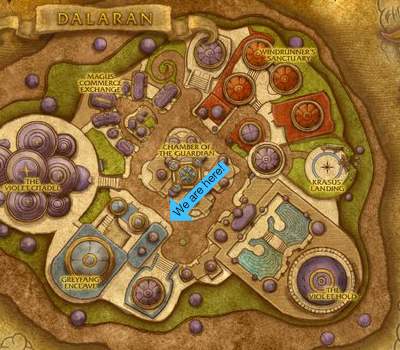 DALARAN
WINDRUNNER'S
SANCTUARY
MAGUS
COMMERCE
EXCHANGE
CHAMBER OF
THE GUARDIAN
THE
VIOLET CITADEL
KRASUS'
LANDING
We are here!
GREYFANG
ENCLAVE
THE
VIOLET HOLD